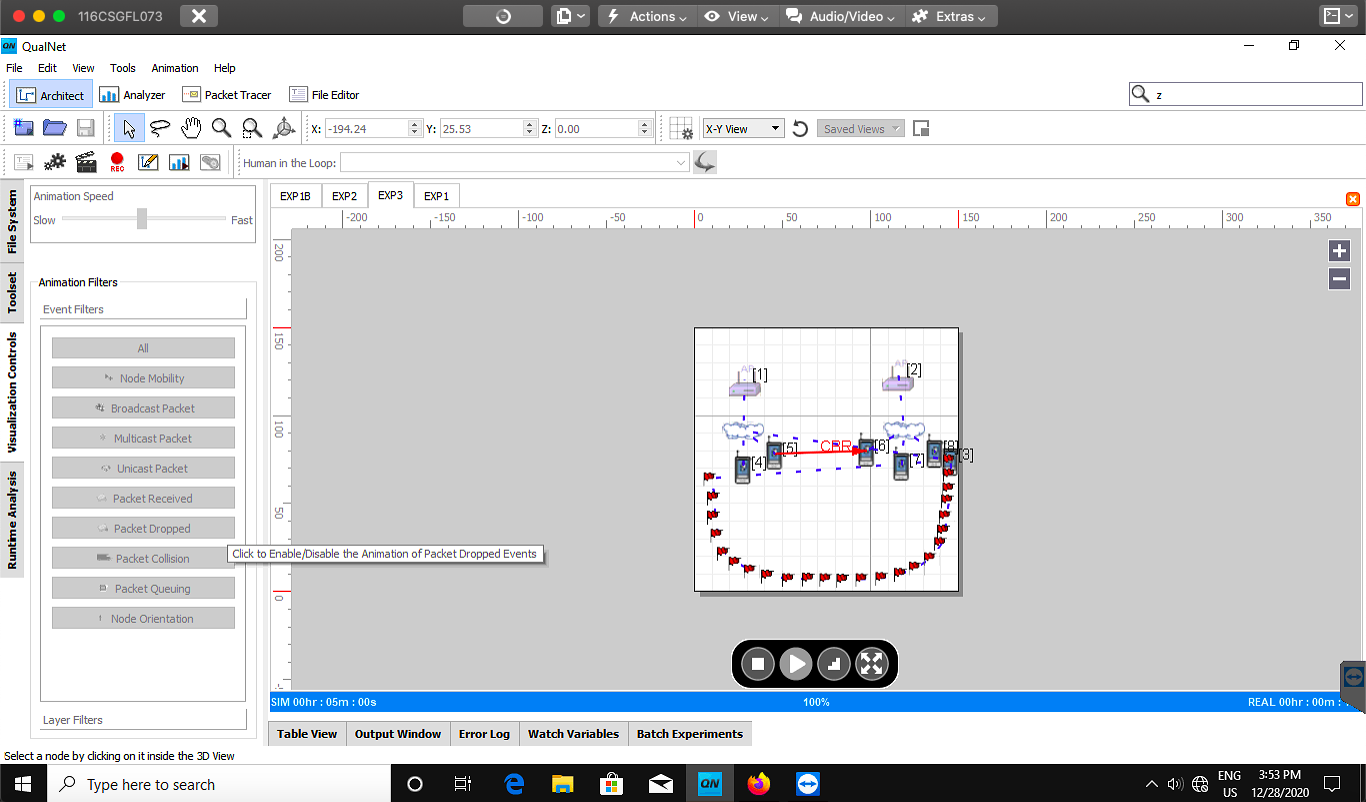 116CSGFL073
Actions View Audio/Video Extras
QN QualNet
File Edit View Tools Animation Help
Architect Analyzer Packet Tracer File Editor
z
X: -194.24 Y: 25.53 Z: 0.00 X-Y View Saved Views
REC Human in the Loop:
File System
Toolset
Visualization Controls
Runtime Analysis
Animation Speed
Slow Fast
Animation Filters
Event Filters
All
Node Mobility
Broadcast Packet
Multicast Packet
Unicast Packet
Packet Received
Packet Dropped
Packet Collision
Packet Queuing
Node Orientation
Layer Filters
Click to Enable/Disable the Animation of Packet Dropped Events
EXP1B EXP2 EXP3 EXP1
-200 -150 -100 -50 0 50 100 150 200 250 300 350
200
150
100
50
0
AP [1]
AP [2]
CBR
[5] [6] [8] [3]
[4] [7]
SIM 00hr : 05m : 00s 100% REAL 00hr : 00m :
Table View Output Window Error Log Watch Variables Batch Experiments
Select a node by clicking on it inside the 3D View
Type here to search
QN
ENG
US
3:53 PM
12/28/2020